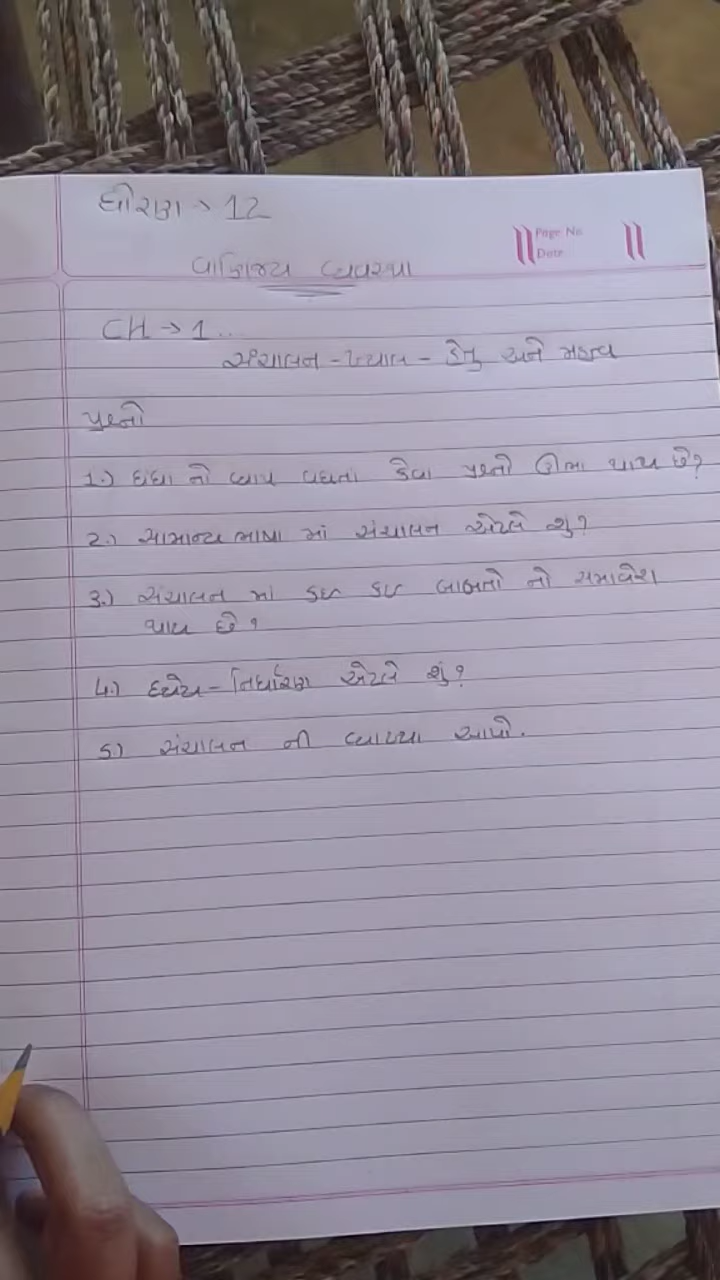 ધોરણ → 12
Page No.
Date
વાણિજ્ય વ્યવસ્થા
CH → 1..
સંચાલન - ખ્યાલ - હેતુ અને મહત્વ
પ્રશ્નો
1.) ધંધા નો વ્યાપ વધતા કેવા પ્રશ્નો ઊભા થાય છે?
2.) સામાન્ય ભાષા માં સંચાલન એટલે શું?
3.) સંચાલન માં કઇ કઇ બાબતો નો સમાવેશ
થાય છે?
4.) ધ્યેય - નિર્ધારણ એટલે શું?
5.) સંચાલન ની વ્યાખ્યા આપો.